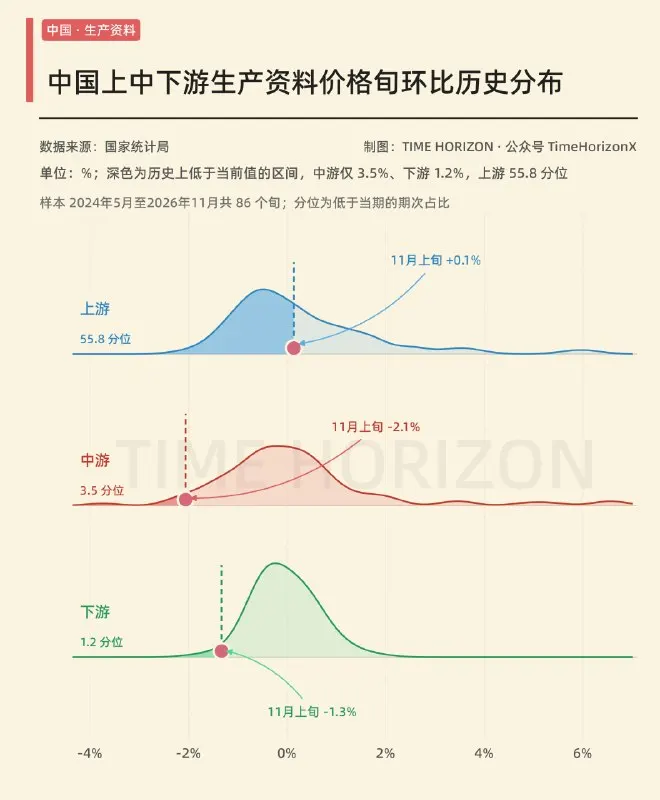 中国·生产资料
中国上中下游生产资料价格旬环比历史分布
数据来源：国家统计局
制图：TIME HORIZON·公众号 TimeHorizonX
单位：%；深色为历史上低于当前值的区间，中游仅 3.5%、下游 1.2%，上游 55.8 分位
样本 2024年5月至2026年11月共 86 个旬；分位为低于当期的期次占比
11月上旬 +0.1%
上游
55.8 分位
11月上旬 -2.1%
TIME HORIZON
中游
3.5 分位
下游
1.2 分位
11月上旬 -1.3%
-4%
-2%
0%
2%
4%
6%